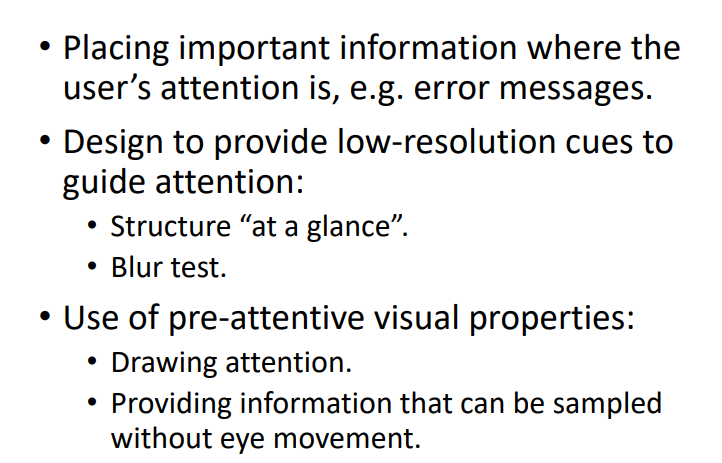 • Placing important information where the
user’s attention is, e.g. error messages.
• Design to provide low-resolution cues to
guide attention:
• Structure “at a glance”.
• Blur test.
• Use of pre-attentive visual properties:
• Drawing attention.
• Providing information that can be sampled
without eye movement.